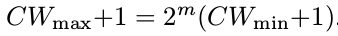 CW_max+1 = 2^m(CW_min+1).